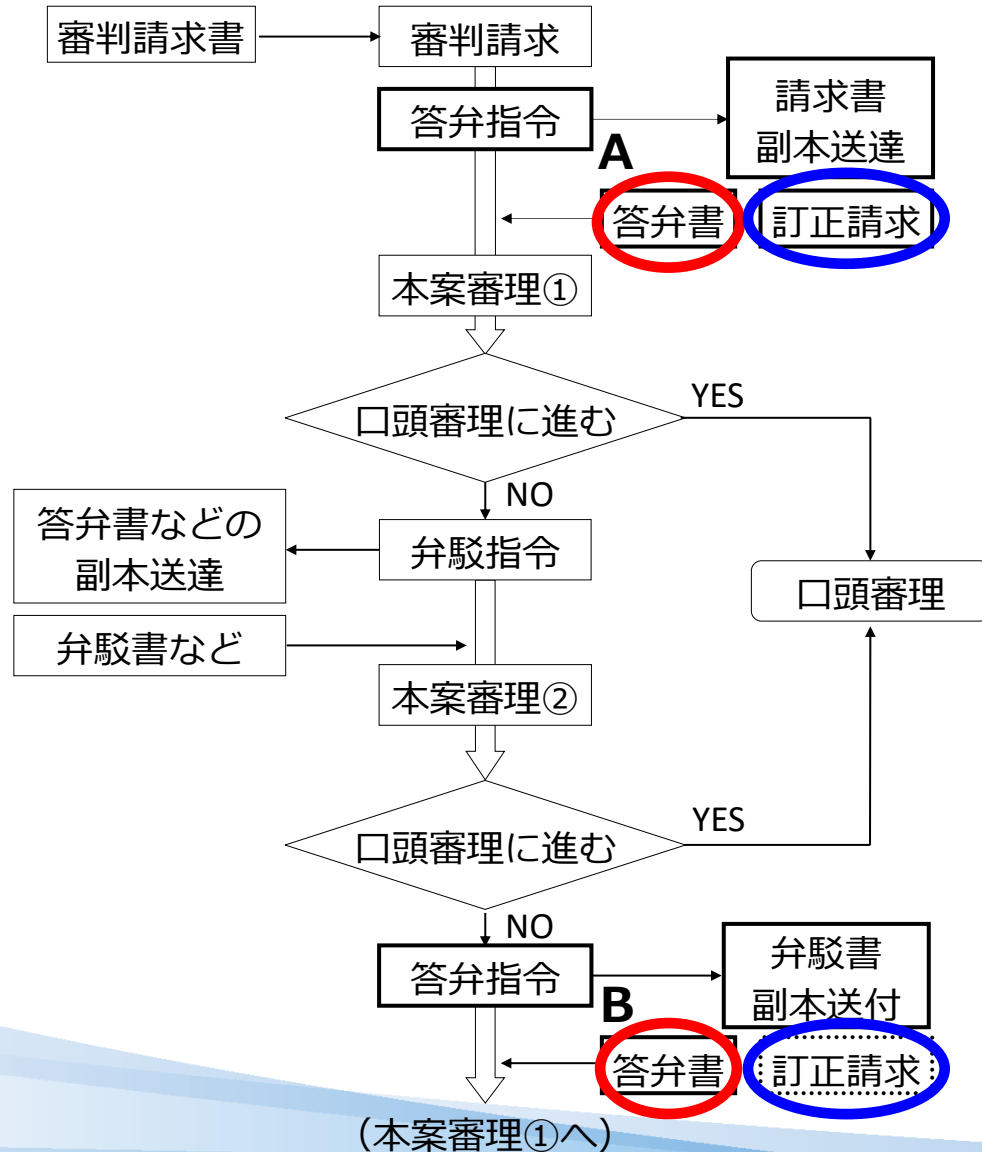 審判請求書
審判請求
答弁指令
請求書
副本送達
A
答弁書
訂正請求
本案審理①
口頭審理に進む
YES
NO
答弁書などの
副本送達
弁駁指令
口頭審理
弁駁書など
本案審理②
口頭審理に進む
YES
NO
答弁指令
弁駁書
副本送付
B
答弁書
訂正請求
（本案審理①へ）